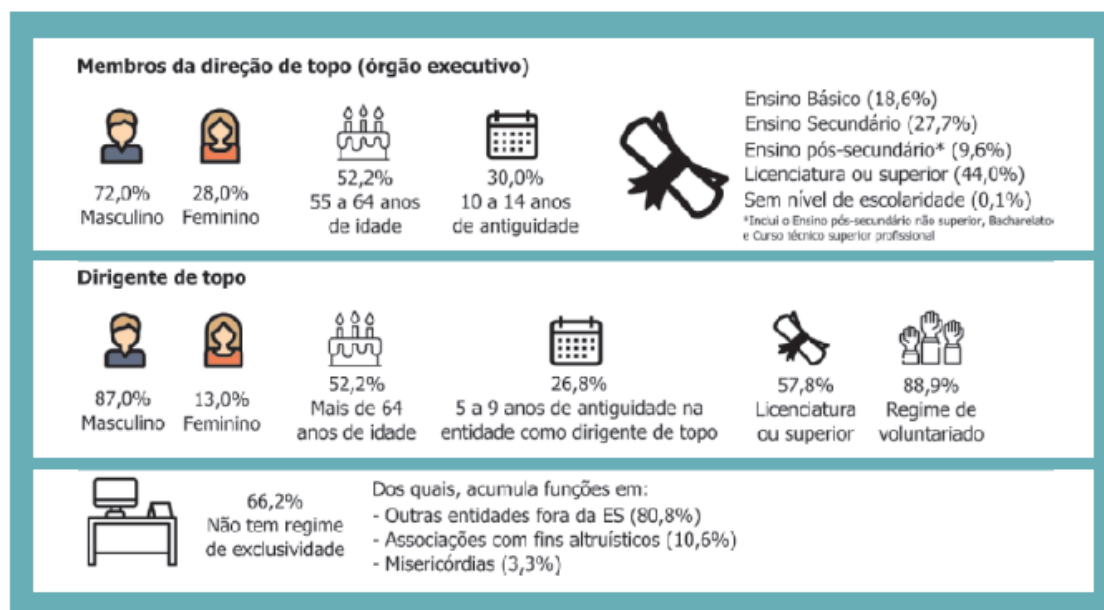 Membros da direção de topo (órgão executivo)
72,0%
Masculino
28,0%
Feminino
52,2%
55 a 64 anos
de idade
30,0%
10 a 14 anos
de antiguidade
Ensino Básico (18,6%)
Ensino Secundário (27,7%)
Ensino pós-secundário* (9,6%)
Licenciatura ou superior (44,0%)
Sem nível de escolaridade (0,1%)
*Inclui o Ensino pós-secundário não superior, Bacharelato
e Curso técnico superior profissional
Dirigente de topo
87,0%
Masculino
13,0%
Feminino
52,2%
Mais de 64
anos de idade
26,8%
5 a 9 anos de antiguidade na
entidade como dirigente de topo
57,8%
Licenciatura
ou superior
88,9%
Regime de
voluntariado
66,2%
Não tem regime
de exclusividade
Dos quais, acumula funções em:
- Outras entidades fora da ES (80,8%)
- Associações com fins altruísticos (10,6%)
- Misericórdias (3,3%)